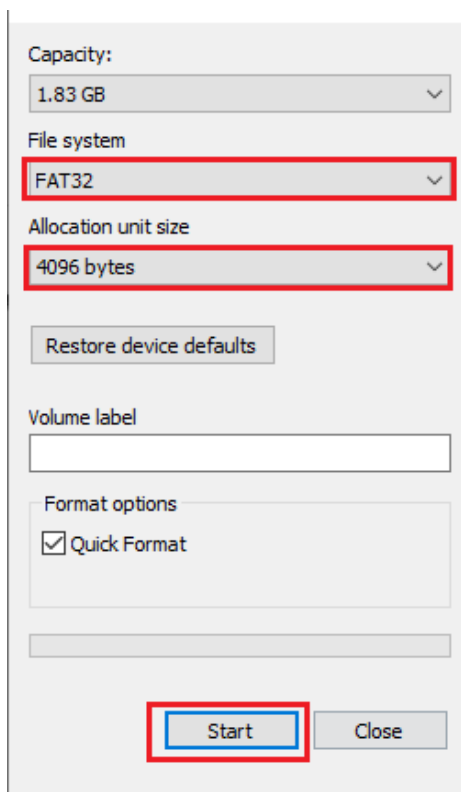 Capacity:
1.83 GB
File system
FAT32
Allocation unit size
4096 bytes
Restore device defaults
Volume label
Format options
Quick Format
Start Close